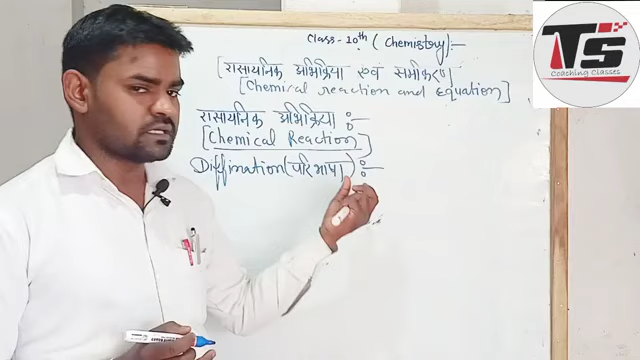 Class - 10th (Chemistry) :-
[रासायनिक अभिक्रिया एवं समीकरण
[Chemical reaction and Equation]
रासायनिक अभिक्रिया :-
[Chemical Reaction]
Diffination (परिभाषा) :-
TS
Coaching Classes